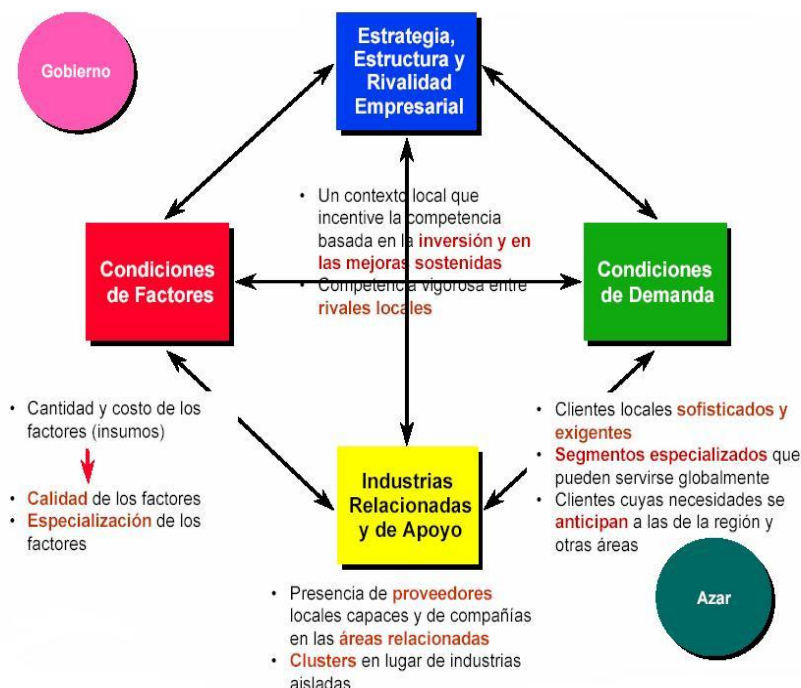 Gobierno
Estrategia,
Estructura y
Rivalidad
Empresarial
• Un contexto local que
incentive la competencia
basada en la inversión y en
las mejoras sostenidas
• Competencia vigorosa entre
rivales locales
Condiciones
de Factores
Condiciones
de Demanda
• Cantidad y costo de los
factores (insumos)
• Calidad de los factores
• Especialización de los
factores
Industrias
Relacionadas
y de Apoyo
• Clientes locales sofisticados y
exigentes
• Segmentos especializados que
pueden servirse globalmente
• Clientes cuyas necesidades se
anticipan a las de la región y
otras áreas
Azar
• Presencia de proveedores
locales capaces y de compañías
en las áreas relacionadas
• Clusters en lugar de industrias
aisladas